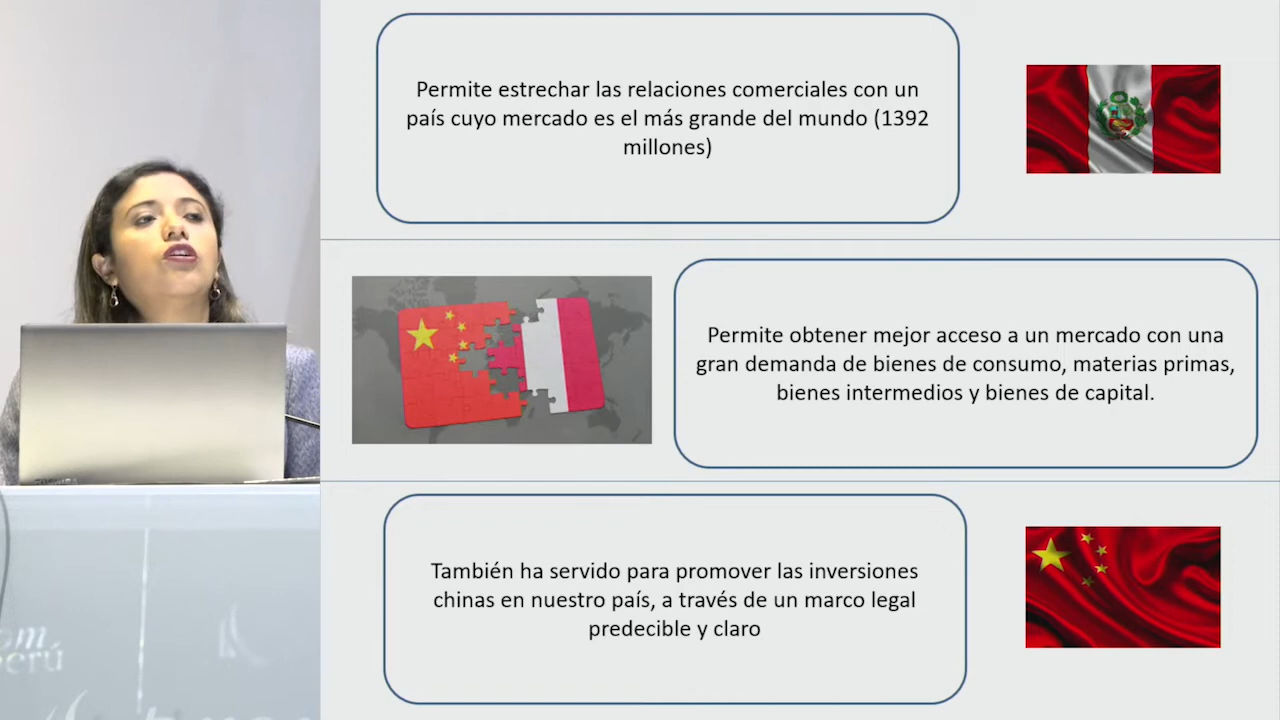 Permite estrechar las relaciones comerciales con un
país cuyo mercado es el más grande del mundo (1392
millones)
Permite obtener mejor acceso a un mercado con una
gran demanda de bienes de consumo, materias primas,
bienes intermedios y bienes de capital.
También ha servido para promover las inversiones
chinas en nuestro país, a través de un marco legal
predecible y claro